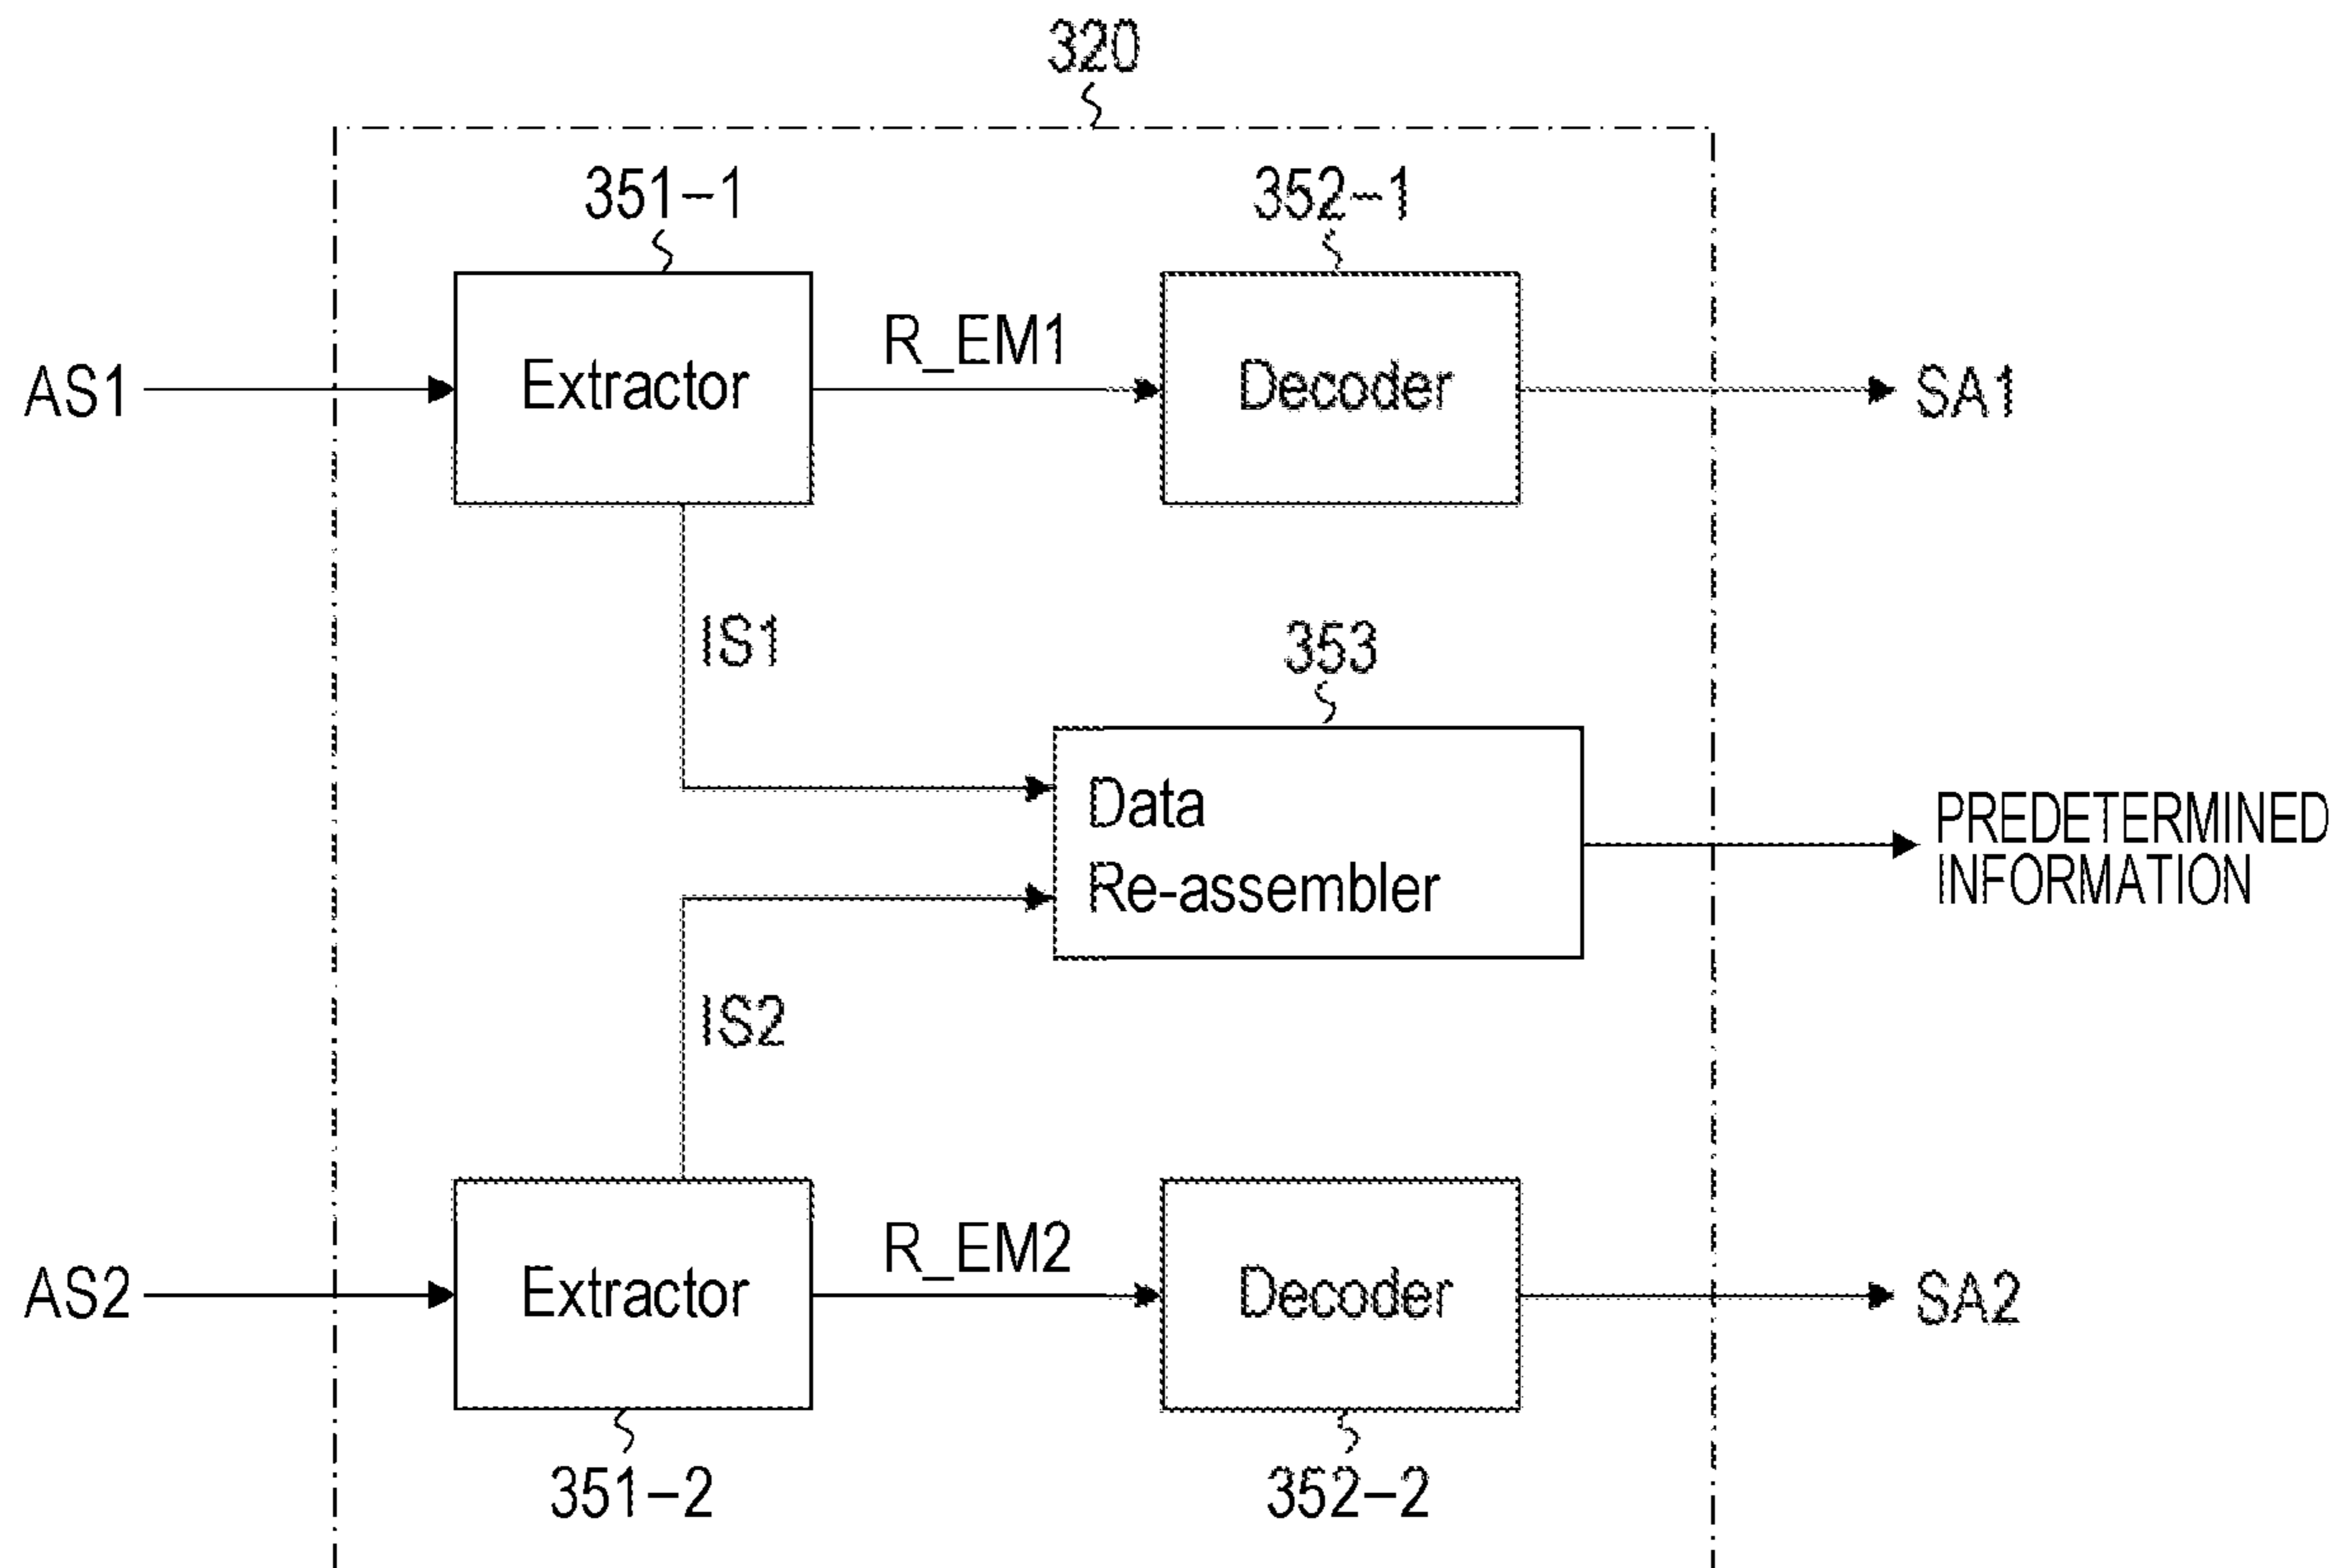 320
351-1
352-1
AS1
Extractor
R_EM1
Decoder
SA1
IS1
353
Data
Re-assembler
PREDETERMINED
INFORMATION
IS2
AS2
Extractor
R_EM2
Decoder
SA2
351-2
352-2